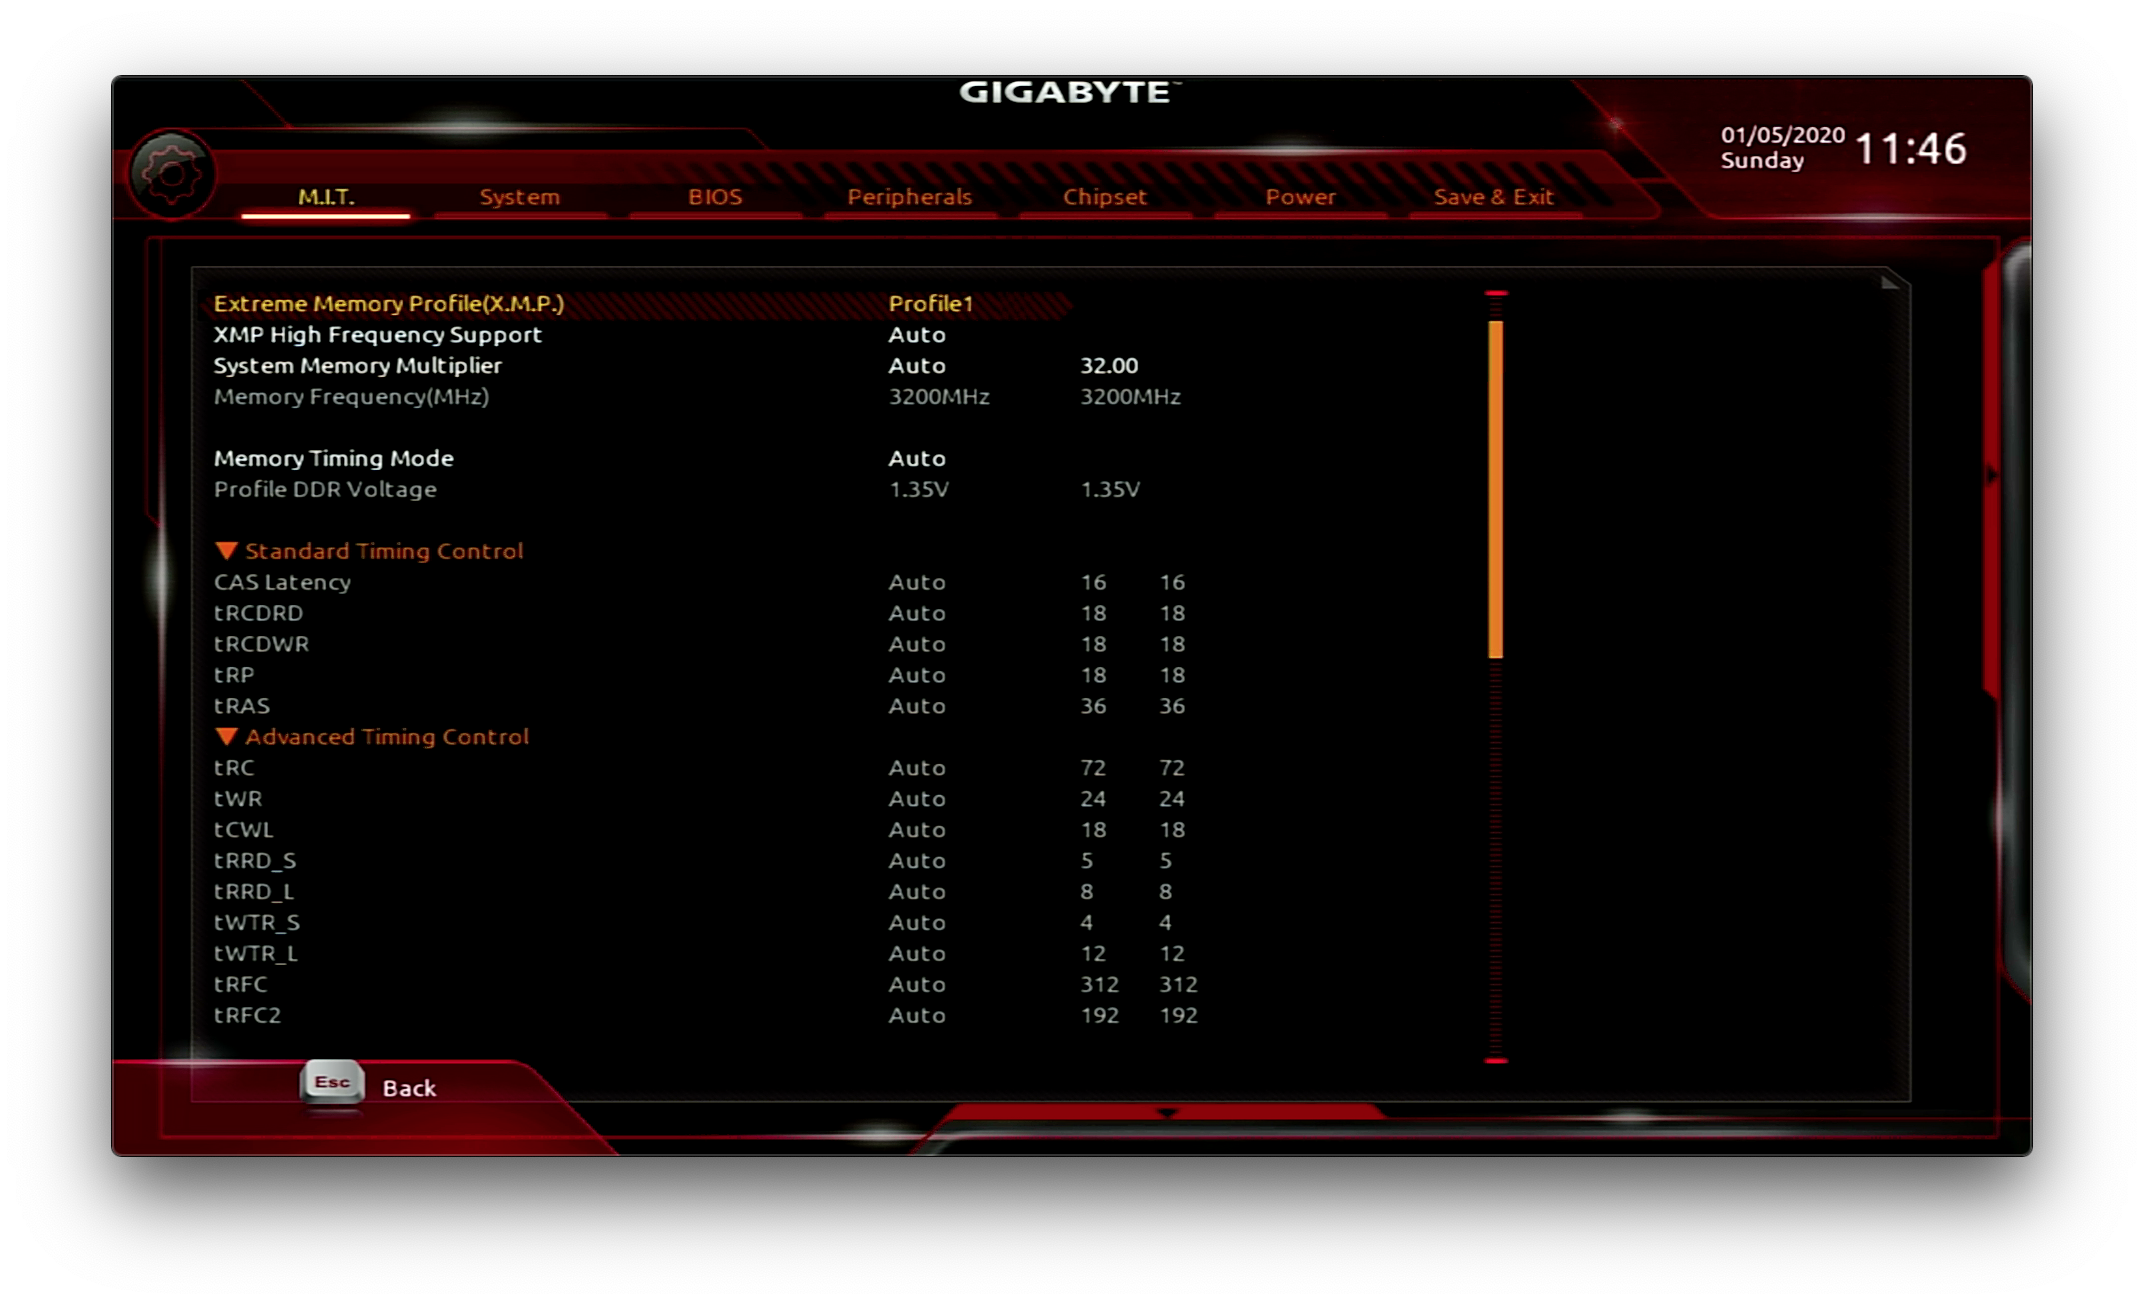 GIGABYTE™
01/05/2020 11:46
Sunday
M.I.T. System BIOS Peripherals Chipset Power Save & Exit
Extreme Memory Profile(X.M.P.) Profile1
XMP High Frequency Support Auto
System Memory Multiplier Auto 32.00
Memory Frequency(MHz) 3200MHz 3200MHz
Memory Timing Mode Auto
Profile DDR Voltage 1.35V 1.35V
▼ Standard Timing Control
CAS Latency Auto 16 16
tRCDRD Auto 18 18
tRCDWR Auto 18 18
tRP Auto 18 18
tRAS Auto 36 36
▼ Advanced Timing Control
tRC Auto 72 72
tWR Auto 24 24
tCWL Auto 18 18
tRRD_S Auto 5 5
tRRD_L Auto 8 8
tWTR_S Auto 4 4
tWTR_L Auto 12 12
tRFC Auto 312 312
tRFC2 Auto 192 192
Esc Back